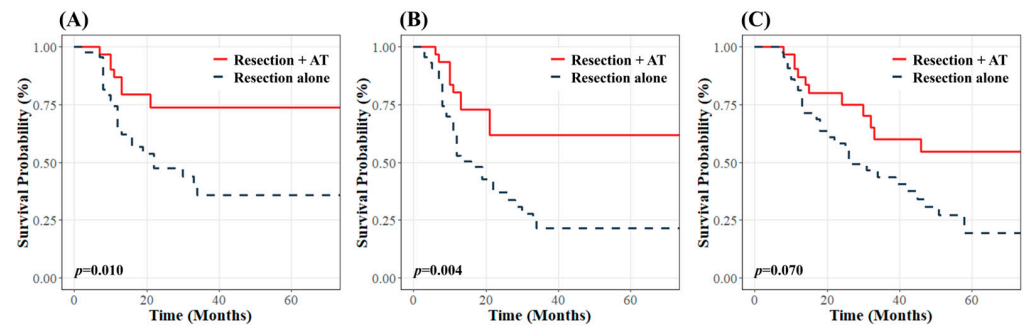 (A)
Survival Probability (%)
1.00
0.75
0.50
0.25
0.00
Resection + AT
Resection alone
p=0.010
0 20 40 60
Time (Months)
(B)
Survival Probability (%)
1.00
0.75
0.50
0.25
0.00
Resection + AT
Resection alone
p=0.004
0 20 40 60
Time (Months)
(C)
Survival Probability (%)
1.00
0.75
0.50
0.25
0.00
Resection + AT
Resection alone
p=0.070
0 20 40 60
Time (Months)